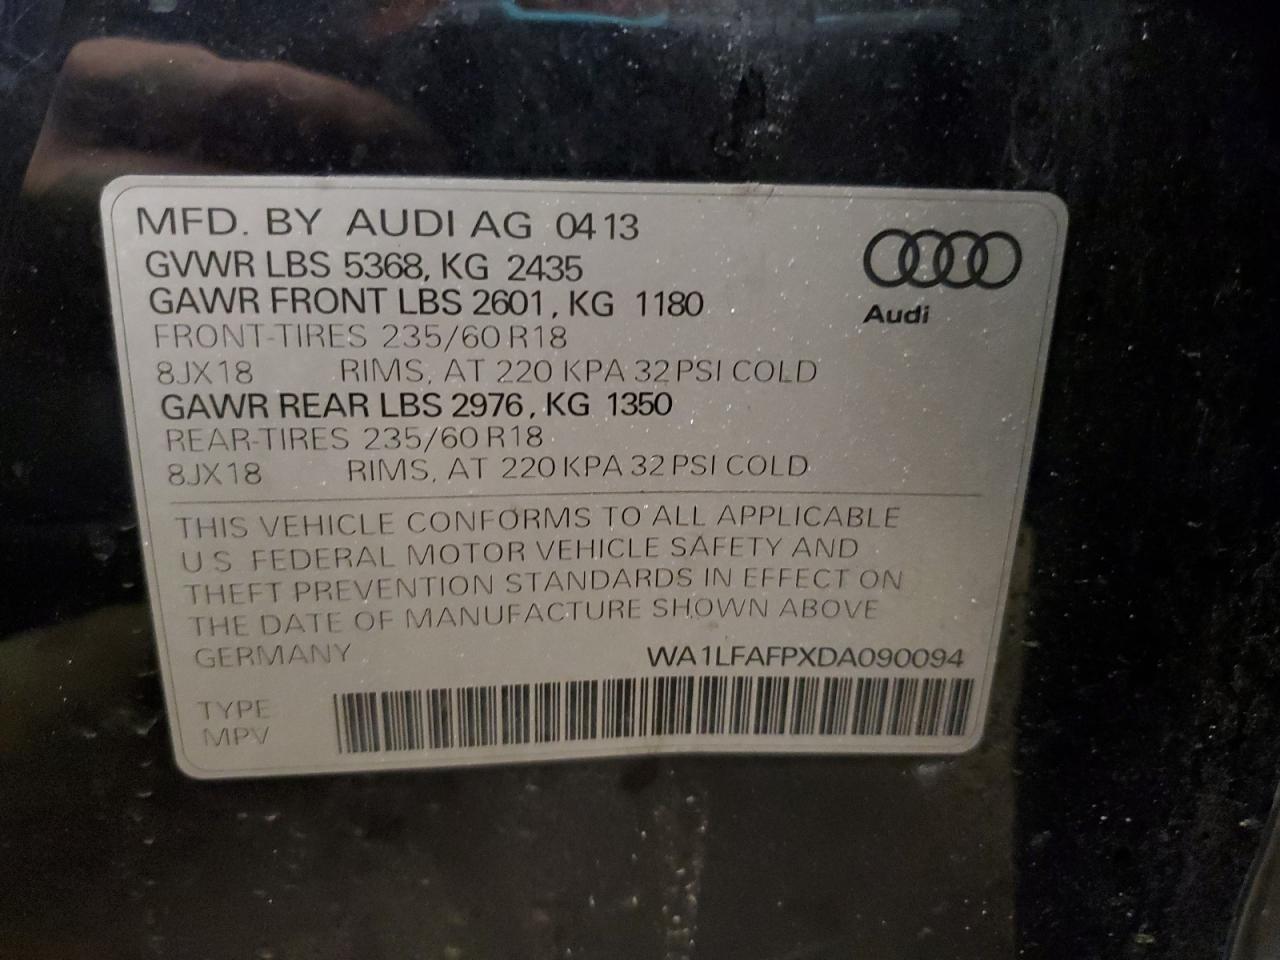 MFD. BY AUDI AG 0413
GVWR LBS 5368, KG 2435
GAWR FRONT LBS 2601, KG 1180
FRONT-TIRES 235/60 R18
8JX18 RIMS, AT 220 KPA 32 PSI COLD
GAWR REAR LBS 2976, KG 1350
REAR-TIRES 235/60 R18
8JX18 RIMS, AT 220 KPA 32 PSI COLD
Audi
THIS VEHICLE CONFORMS TO ALL APPLICABLE
U S FEDERAL MOTOR VEHICLE SAFETY AND
THEFT PREVENTION STANDARDS IN EFFECT ON
THE DATE OF MANUFACTURE SHOWN ABOVE
GERMANY WA1LFAFPXDA090094
TYPE
MPV